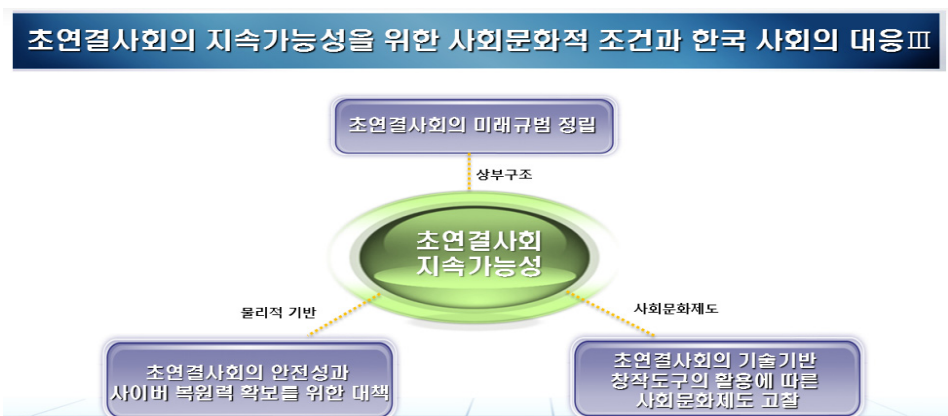 초연결사회의 지속가능성을 위한 사회문화적 조건과 한국 사회의 대응Ⅲ
초연결사회의 미래규범 정립
상부구조
초연결사회
지속가능성
물리적 기반
사회문화제도
초연결사회의 안전성과
사이버 복원력 확보를 위한 대책
초연결사회의 기술기반
창작도구의 활용에 따른
사회문화제도 고찰